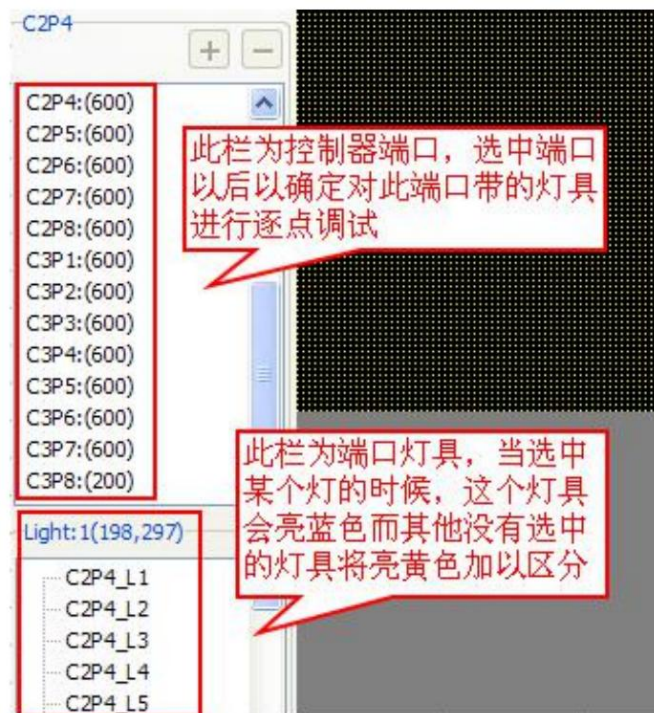 C2P4
C2P4:(600)
C2P5:(600)
C2P6:(600)
C2P7:(600)
C2P8:(600)
C3P1:(600)
C3P2:(600)
C3P3:(600)
C3P4:(600)
C3P5:(600)
C3P6:(600)
C3P7:(600)
C3P8:(200)
此栏为控制器端口，选中端口
以后以确定对此端口带的灯具
进行逐点调试
Light:1(198,297)
C2P4_L1
C2P4_L2
C2P4_L3
C2P4_L4
C2P4_L5
此栏为端口灯具，当选中
某个灯的时候，这个灯具
会亮蓝色而其他没有选中
的灯具将亮黄色加以区分